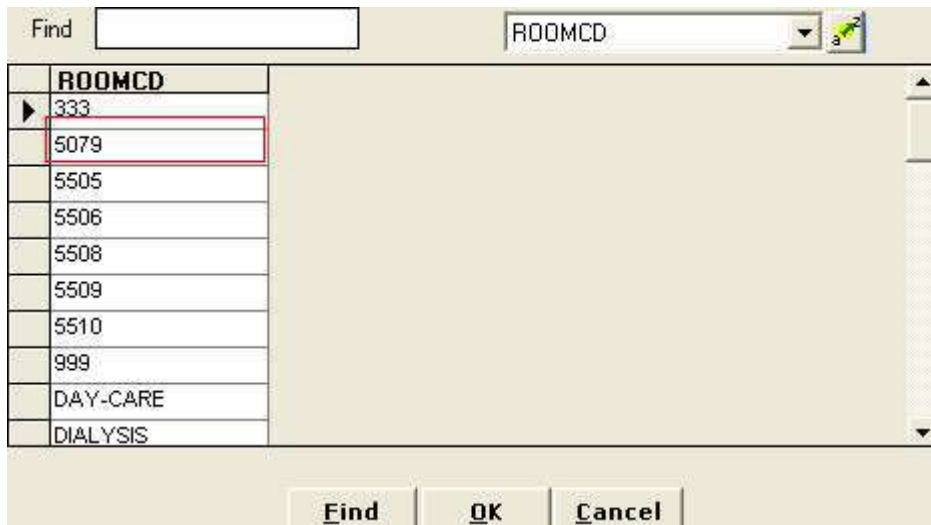 Find ROOMCD
ROOMCD
333
5079
5505
5506
5508
5509
5510
999
DAY-CARE
DIALYSIS
Find OK Cancel